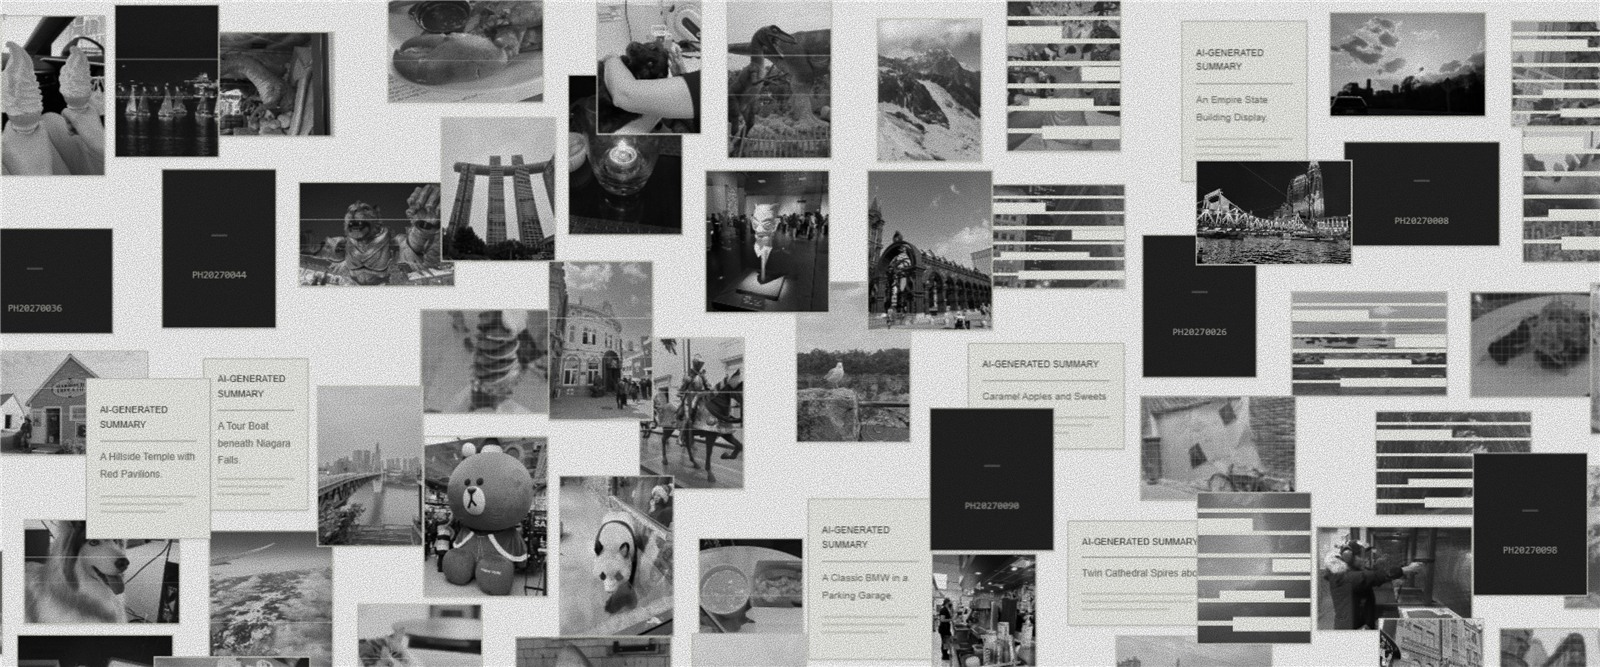 AI-GENERATED
SUMMARY
An Empire State
Building Display.
PH20270008
PH20270044
PH20270036
PH20270026
AI-GENERATED SUMMARY
Caramel Apples and Sweets
AI-GENERATED
SUMMARY
A Tour Boat
beneath Niagara
Falls.
AI-GENERATED
SUMMARY
A Hillside Temple with
Red Pavilions.
PH20270090
AI-GENERATED
SUMMARY
A Classic BMW in a
Parking Garage.
AI-GENERATED SUMMARY
Twin Cathedral Spires abo
PH20270098